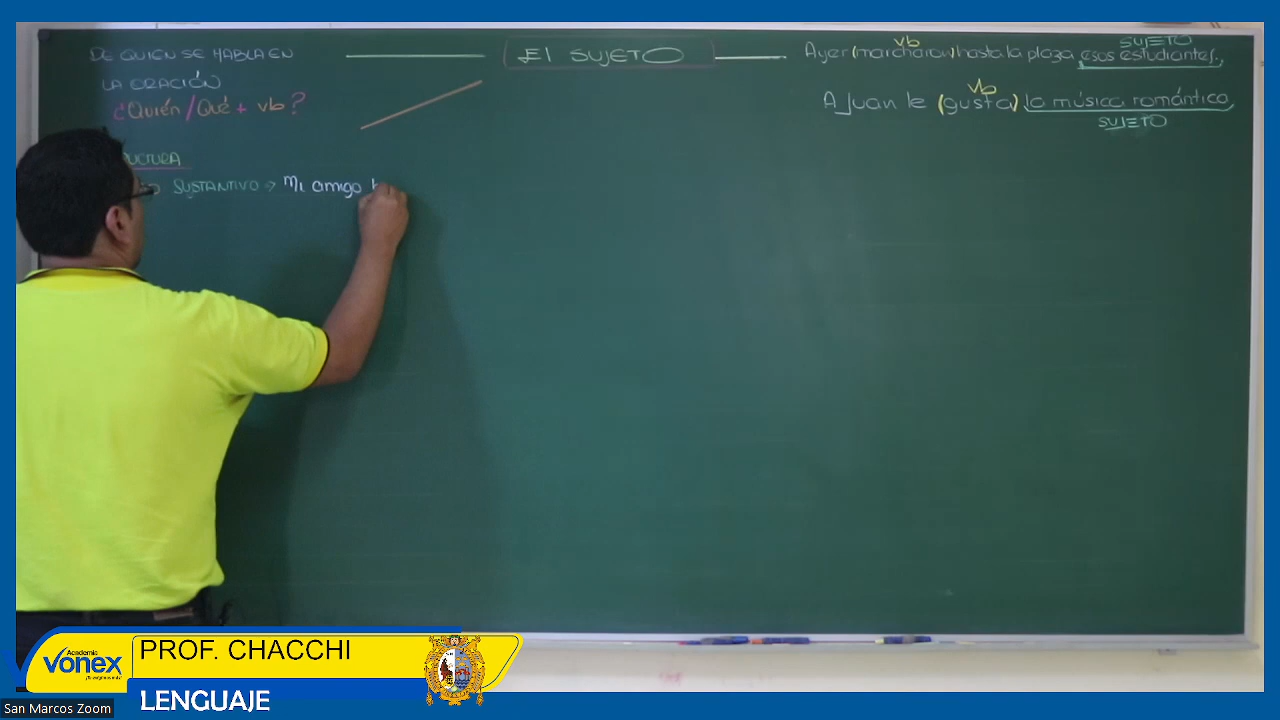 DE QUIEN SE HABLA EN
LA ORACIÓN
¿Quién / Qué + vb?
El SUJETO
vb
SUJETO
Ayer (marcharon) hasta la plaza esos estudiantes.
vb
A Juan le (gusta) la música romántica
SUJETO
UCTURA
SUSTANTIVO → Mi amigo
Academia
Vonex
PROF. CHACCHI
LENGUAJE
San Marcos Zoom